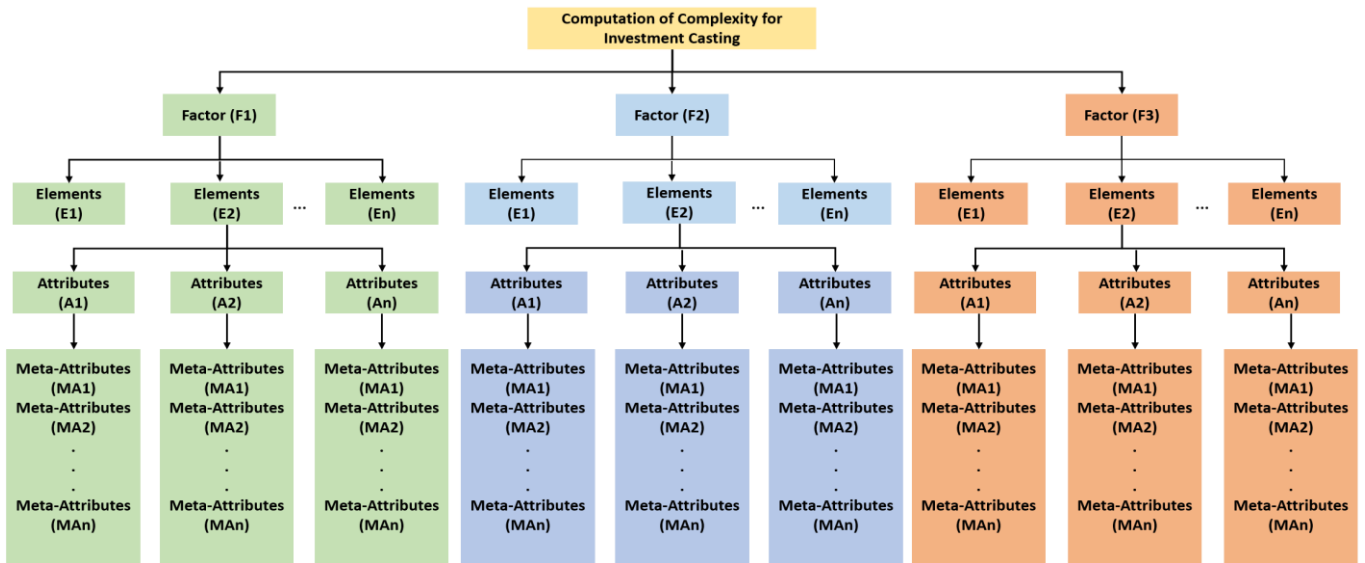 Computation of Complexity for
Investment Casting
Factor (F1)
Factor (F2)
Factor (F3)
Elements
(E1)
Elements
(E2)
...
Elements
(En)
Elements
(E1)
Elements
(E2)
...
Elements
(En)
Elements
(E1)
Elements
(E2)
...
Elements
(En)
Attributes
(A1)
Attributes
(A2)
Attributes
(An)
Attributes
(A1)
Attributes
(A2)
Attributes
(An)
Attributes
(A1)
Attributes
(A2)
Attributes
(An)
Meta-Attributes
(MA1)
Meta-Attributes
(MA2)
.
.
.
Meta-Attributes
(MAn)
Meta-Attributes
(MA1)
Meta-Attributes
(MA2)
.
.
.
Meta-Attributes
(MAn)
Meta-Attributes
(MA1)
Meta-Attributes
(MA2)
.
.
.
Meta-Attributes
(MAn)
Meta-Attributes
(MA1)
Meta-Attributes
(MA2)
.
.
.
Meta-Attributes
(MAn)
Meta-Attributes
(MA1)
Meta-Attributes
(MA2)
.
.
.
Meta-Attributes
(MAn)
Meta-Attributes
(MA1)
Meta-Attributes
(MA2)
.
.
.
Meta-Attributes
(MAn)
Meta-Attributes
(MA1)
Meta-Attributes
(MA2)
.
.
.
Meta-Attributes
(MAn)
Meta-Attributes
(MA1)
Meta-Attributes
(MA2)
.
.
.
Meta-Attributes
(MAn)
Meta-Attributes
(MA1)
Meta-Attributes
(MA2)
.
.
.
Meta-Attributes
(MAn)